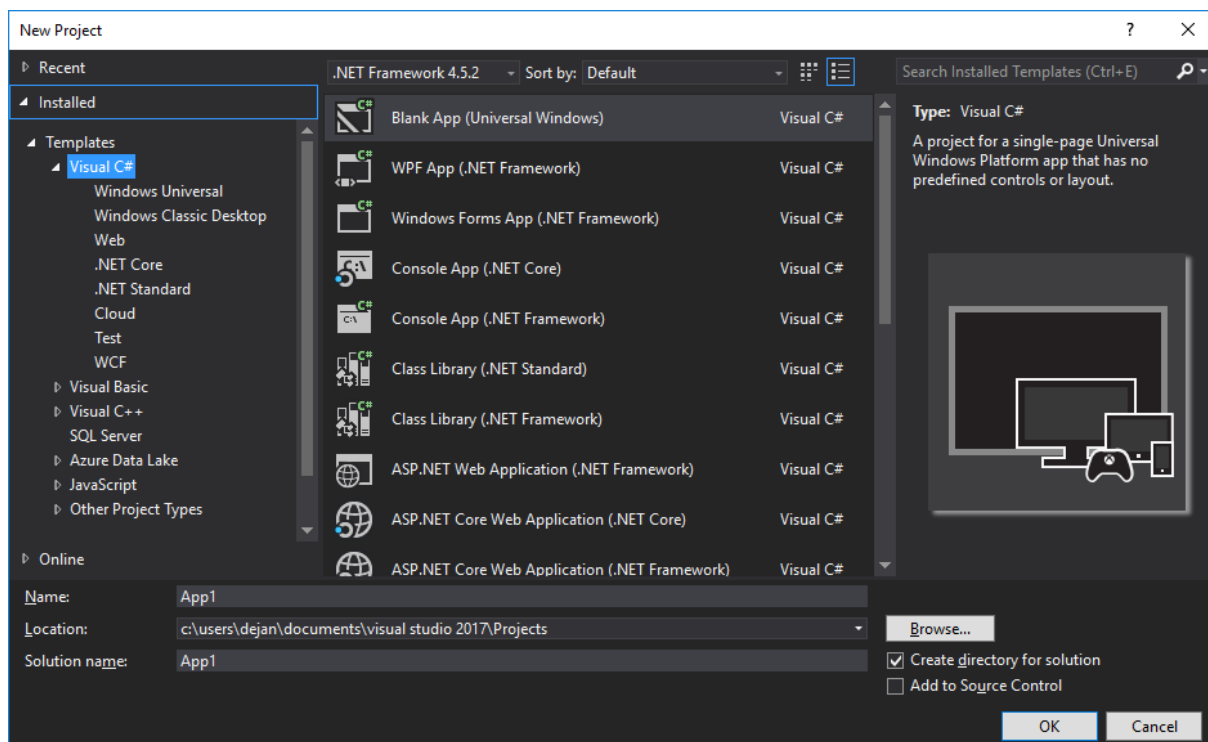 New Project
?
Recent
Installed
Templates
Visual C#
Windows Universal
Windows Classic Desktop
Web
.NET Core
.NET Standard
Cloud
Test
WCF
Visual Basic
Visual C++
SQL Server
Azure Data Lake
JavaScript
Other Project Types
Online
.NET Framework 4.5.2 Sort by: Default
Blank App (Universal Windows) Visual C#
WPF App (.NET Framework) Visual C#
Windows Forms App (.NET Framework) Visual C#
Console App (.NET Core) Visual C#
Console App (.NET Framework) Visual C#
Class Library (.NET Standard) Visual C#
Class Library (.NET Framework) Visual C#
ASP.NET Web Application (.NET Framework) Visual C#
ASP.NET Core Web Application (.NET Core) Visual C#
ASP.NET Core Web Application (.NET Framework) Visual C#
Search Installed Templates (Ctrl+E)
Type: Visual C#
A project for a single-page Universal
Windows Platform app that has no
predefined controls or layout.
Name: App1
Location: c:\users\dejan\documents\visual studio 2017\Projects
Browse...
Solution name: App1
Create directory for solution
Add to Source Control
OK Cancel